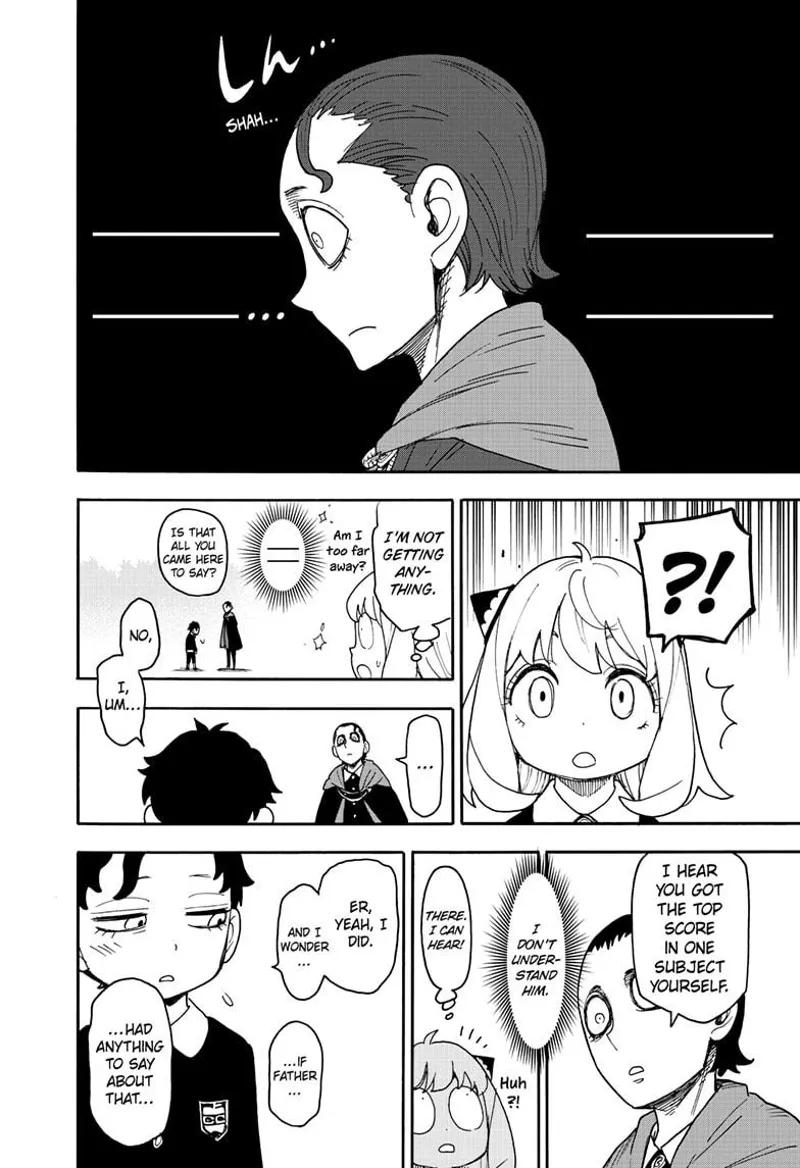 しん…
SHAH...
?!
I'M NOT
GETTING
ANY-
THING.
Am I
too far
away?
IS THAT
ALL YOU
CAME HERE
TO SAY?
NO,
I,
UM...
...
I HEAR
YOU GOT
THE TOP
SCORE
IN ONE
SUBJECT
YOURSELF.
I
DON'T
UNDER-
STAND
HIM.
THERE.
I CAN
HEAR!
Huh
?!
ER,
YEAH, I
DID.
AND I
WONDER
...
...IF
FATHER
...
...HAD
ANYTHING
TO SAY
ABOUT
THAT...